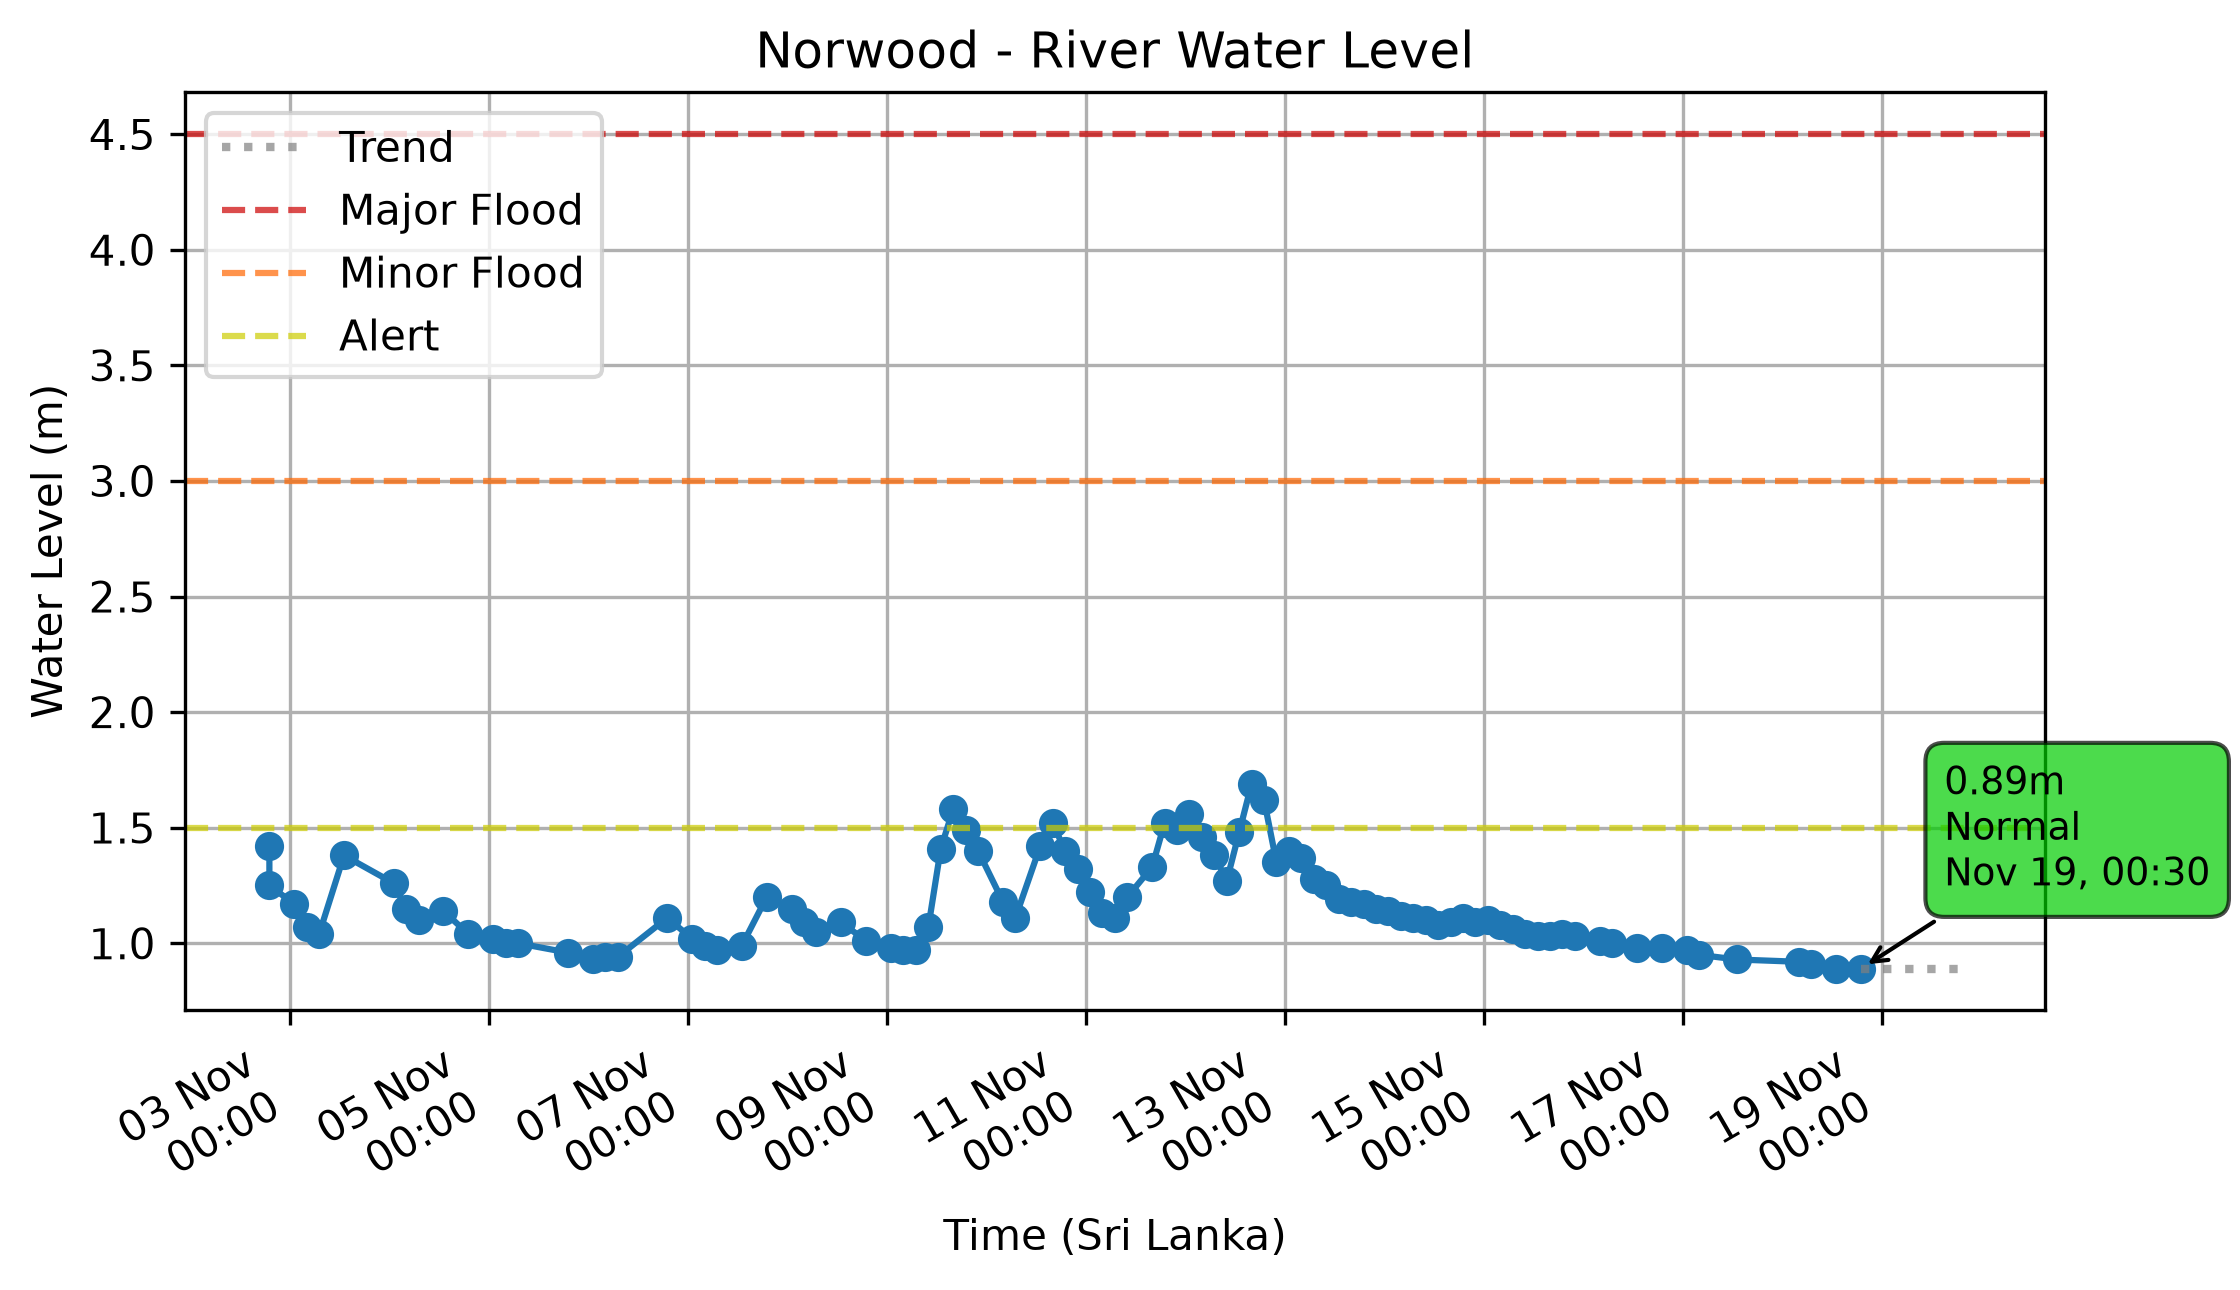 Norwood - River Water Level
4.5
4.0
3.5
3.0
2.5
2.0
1.5
1.0
Water Level (m)
Trend
Major Flood
Minor Flood
Alert
0.89m
Normal
Nov 19, 00:30
03 Nov
00:00
05 Nov
00:00
07 Nov
00:00
09 Nov
00:00
11 Nov
00:00
13 Nov
00:00
15 Nov
00:00
17 Nov
00:00
19 Nov
00:00
Time (Sri Lanka)